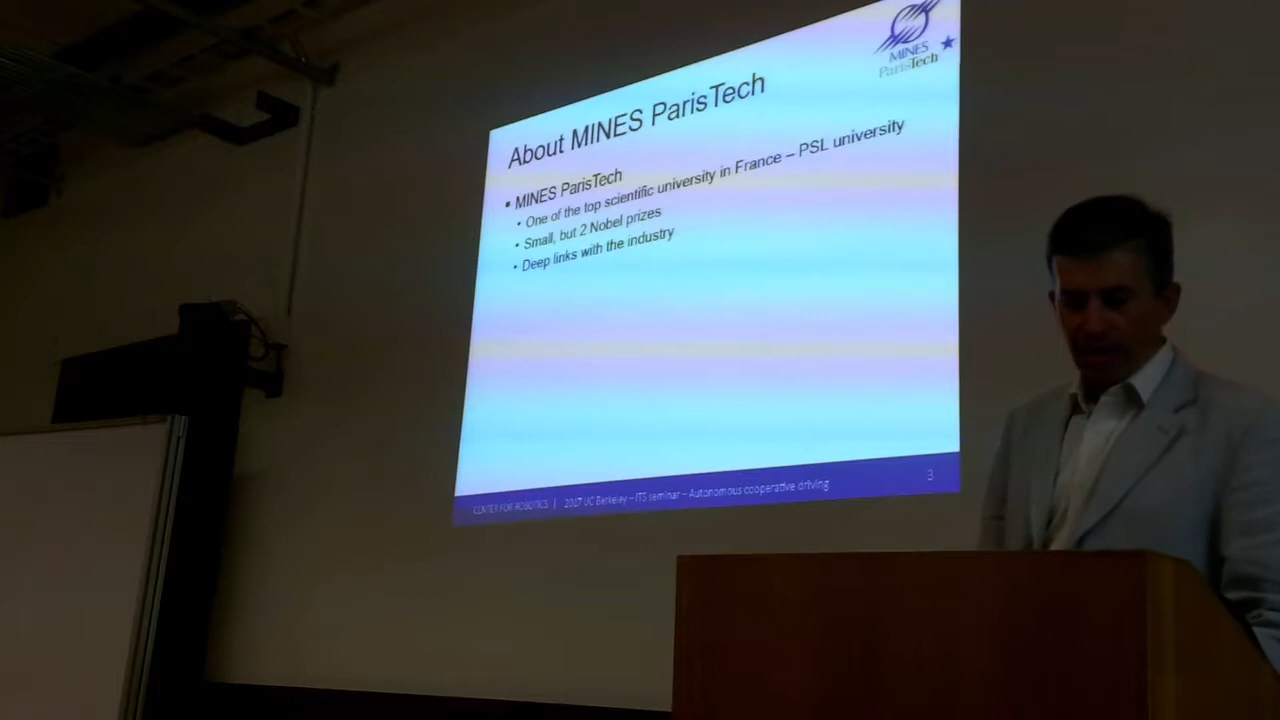 MINES
ParisTech
About MINES ParisTech
▪ MINES ParisTech
• One of the top scientific university in France – PSL university
• Small, but 2 Nobel prizes
• Deep links with the industry
CENTER FOR ROBOTICS | 2017 UC Berkeley – ITS seminar – Autonomous cooperative driving
3